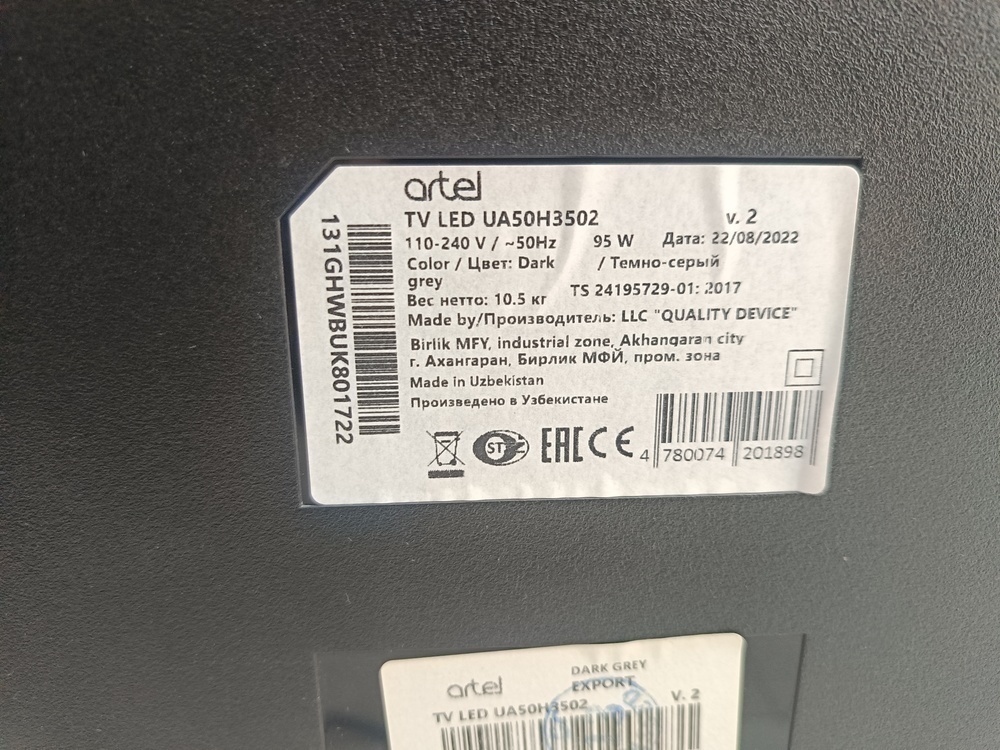 artel
TV LED UA50H3502 v. 2
110-240 V / ~50Hz 95 W Дата: 22/08/2022
Color / Цвет: Dark / Темно-серый
grey
Вес нетто: 10.5 кг TS 24195729-01: 2017
Made by/Производитель: LLC "QUALITY DEVICE"
Birlik MFY, industrial zone, Akhangaran city
г. Ахангаран, Бирлик МФЙ, пром. зона
Made in Uzbekistan
Произведено в Узбекистане
131GHWBUK801722
ST
EAC CE
4 780074 201898
DARK GREY
artel EXPORT
TV LED UA50H3502 V. 2